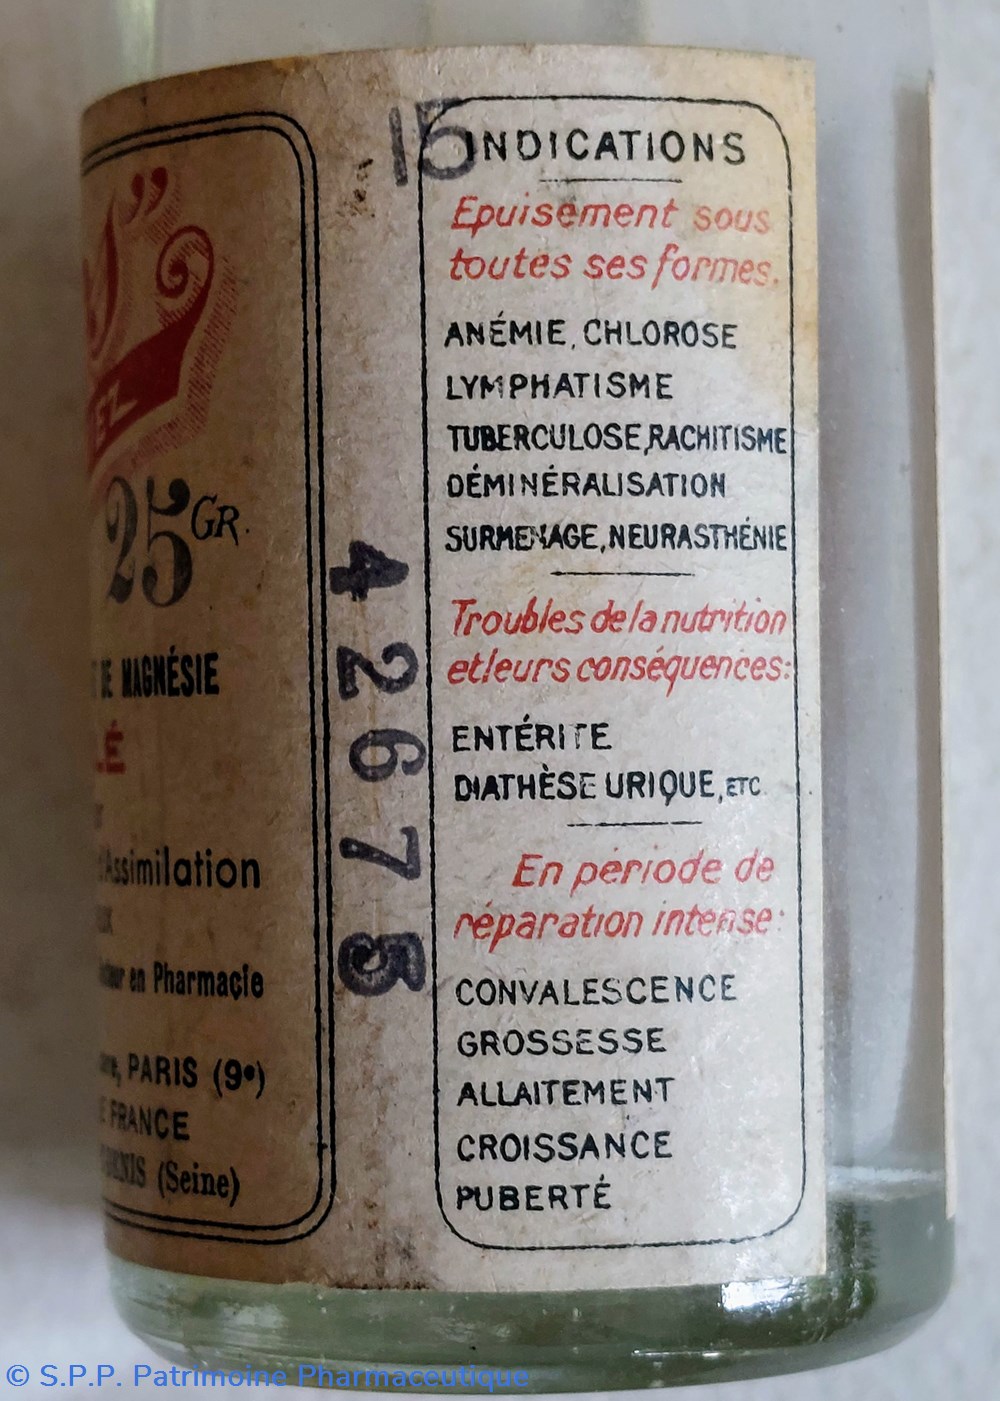 25 GR.
DE MAGNÉSIE
Assimilation
en Pharmacie
PARIS (9e)
FRANCE
(Seine)
15
42675
INDICATIONS
Epuisement sous
toutes ses formes.
ANÉMIE, CHLOROSE
LYMPHATISME
TUBERCULOSE, RACHITISME
DÉMINÉRALISATION
SURMENAGE, NEURASTHÉNIE
Troubles de la nutrition
et leurs conséquences:
ENTÉRITE
DIATHÈSE URIQUE, ETC.
En période de
réparation intense:
CONVALESCENCE
GROSSESSE
ALLAITEMENT
CROISSANCE
PUBERTÉ
© S.P.P. Patrimoine Pharmaceutique